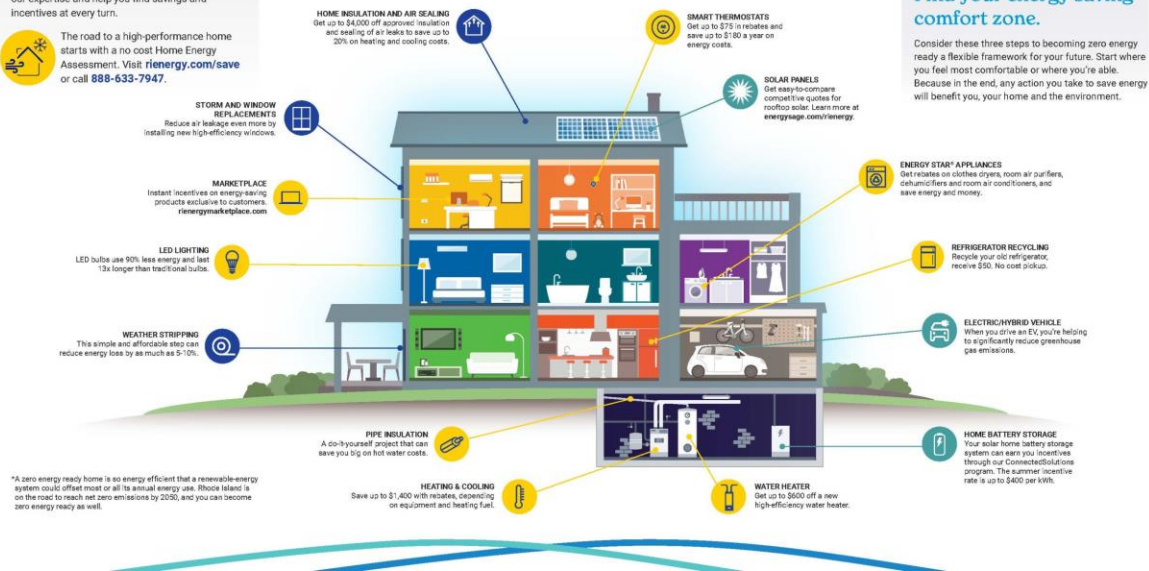 our expertise and help you find savings and
incentives at every turn.
The road to a high-performance home
starts with a no cost Home Energy
Assessment. Visit rienergy.com/save
or call 888-633-7947.
HOME INSULATION AND AIR SEALING
Get up to $4,000 off approved insulation
and sealing of air leaks to save up to
20% on heating and cooling costs.
SMART THERMOSTATS
Get up to $75 in rebates and
save up to $180 a year on
energy costs.
comfort zone.
Consider these three steps to becoming zero energy
ready a flexible framework for your future. Start where
you feel most comfortable or where you're able.
Because in the end, any action you take to save energy
will benefit you, your home and the environment.
SOLAR PANELS
Get easy-to-compare
competitive quotes for
rooftop solar. Learn more at
energysage.com/rienergy.
STORM AND WINDOW
REPLACEMENTS
Reduce air leakage even more by
installing new high-efficiency windows.
MARKETPLACE
Instant incentives on energy-saving
products exclusive to customers.
rienergymarketplace.com
ENERGY STAR® APPLIANCES
Get rebates on clothes dryers, room air purifiers,
dehumidifiers and room air conditioners, and
save energy and money.
LED LIGHTING
LED bulbs use 90% less energy and last
13x longer than traditional bulbs.
REFRIGERATOR RECYCLING
Recycle your old refrigerator,
receive $50. No cost pickup.
WEATHER STRIPPING
This simple and affordable step can
reduce energy loss by as much as 5-10%.
ELECTRIC/HYBRID VEHICLE
When you drive an EV, you're helping
to significantly reduce greenhouse
gas emissions.
PIPE INSULATION
A do-it-yourself project that can
save you big on hot water costs.
HOME BATTERY STORAGE
Your solar home battery storage
system can earn you incentives
through our ConnectedSolutions
program. The summer incentive
rate is up to $400 per kWh.
HEATING & COOLING
Save up to $1,400 with rebates, depending
on equipment and heating fuel.
WATER HEATER
Get up to $600 off a new
high-efficiency water heater.
*A zero energy ready home is so energy efficient that a renewable-energy
system could offset most or all its annual energy use. Rhode Island is
on the road to reach net zero emissions by 2050, and you can become
zero energy ready as well.